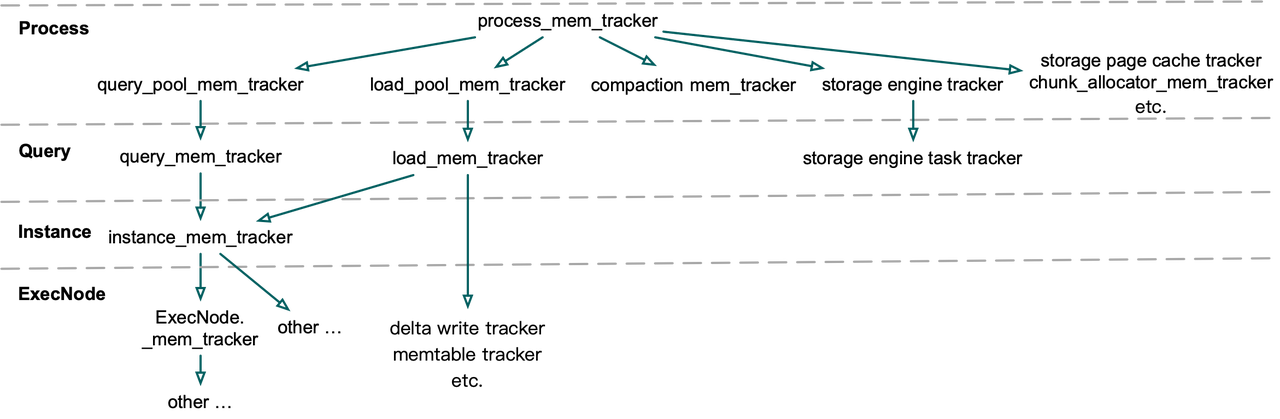 Process
process_mem_tracker
query_pool_mem_tracker
load_pool_mem_tracker
compaction mem_tracker
storage engine tracker
storage page cache tracker
chunk_allocator_mem_tracker
etc.
Query
query_mem_tracker
load_mem_tracker
storage engine task tracker
Instance
instance_mem_tracker
ExecNode
ExecNode.
_mem_tracker
other …
delta write tracker
memtable tracker
etc.
other …